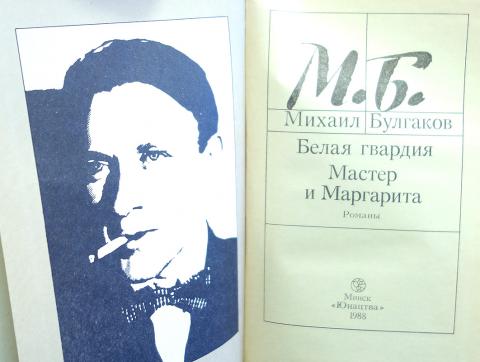 М.Б.
Михаил Булгаков
Белая гвардия
Мастер
и Маргарита
Романы
Минск
«Юнацтва»
1988